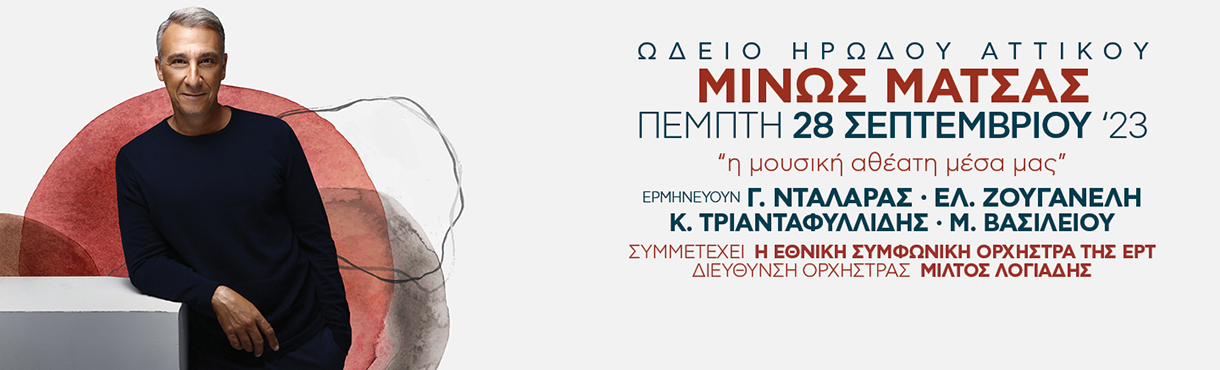 ΩΔΕΙΟ ΗΡΩΔΟΥ ΑΤΤΙΚΟΥ
ΜΙΝΩΣ ΜΑΤΣΑΣ
ΠΕΜΠΤΗ 28 ΣΕΠΤΕΜΒΡΙΟΥ ‘23
“η μουσική αθέατη μέσα μας”
ΕΡΜΗΝΕΥΟΥΝ Γ. ΝΤΑΛΑΡΑΣ · ΕΛ. ΖΟΥΓΑΝΕΛΗ
Κ. ΤΡΙΑΝΤΑΦΥΛΛΙΔΗΣ · Μ. ΒΑΣΙΛΕΙΟΥ
ΣΥΜΜΕΤΕΧΕΙ Η ΕΘΝΙΚΗ ΣΥΜΦΩΝΙΚΗ ΟΡΧΗΣΤΡΑ ΤΗΣ ΕΡΤ
ΔΙΕΥΘΥΝΣΗ ΟΡΧΗΣΤΡΑΣ ΜΙΛΤΟΣ ΛΟΓΙΑΔΗΣ